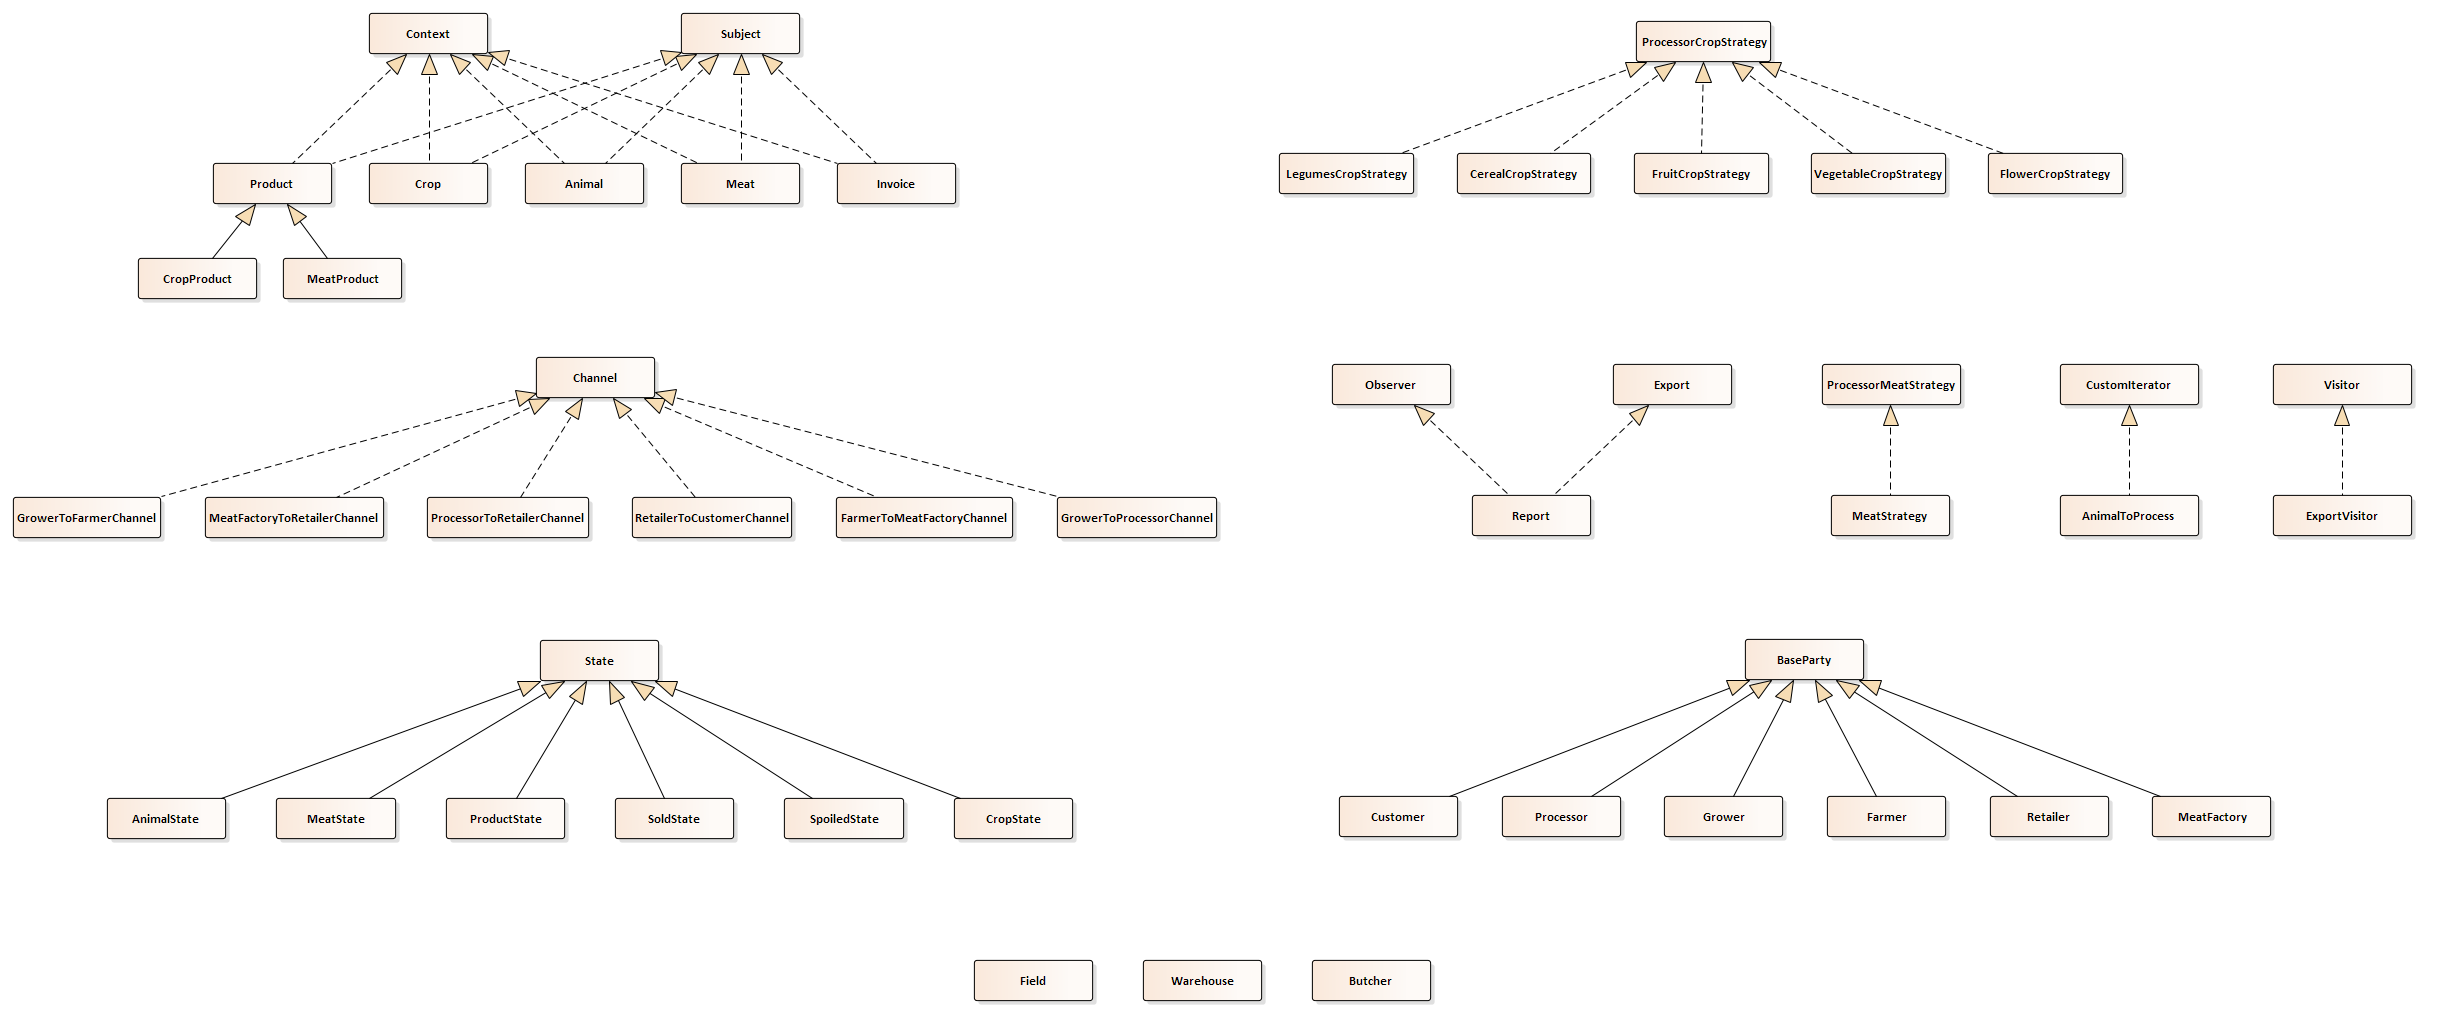 Context
Subject
ProcessorCropStrategy
Product
Crop
Animal
Meat
Invoice
LegumesCropStrategy
CerealCropStrategy
FruitCropStrategy
VegetableCropStrategy
FlowerCropStrategy
CropProduct
MeatProduct
Channel
Observer
Export
ProcessorMeatStrategy
CustomIterator
Visitor
GrowerToFarmerChannel
MeatFactoryToRetailerChannel
ProcessorToRetailerChannel
RetailerToCustomerChannel
FarmerToMeatFactoryChannel
GrowerToProcessorChannel
Report
MeatStrategy
AnimalToProcess
ExportVisitor
State
BaseParty
AnimalState
MeatState
ProductState
SoldState
SpoiledState
CropState
Customer
Processor
Grower
Farmer
Retailer
MeatFactory
Field
Warehouse
Butcher